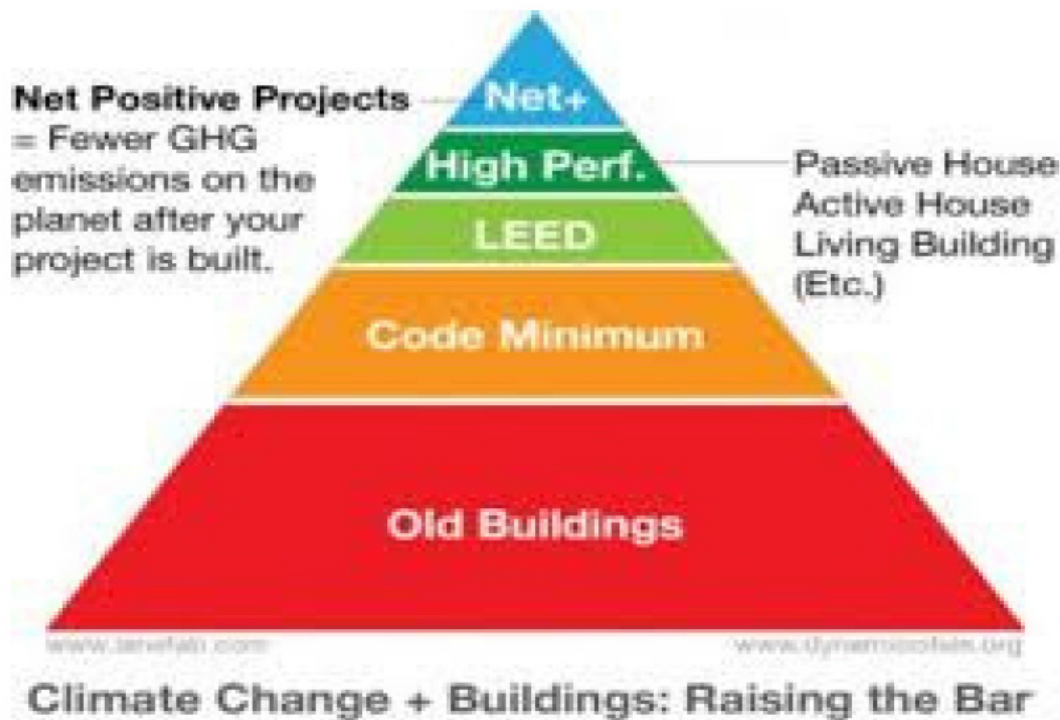 Net+
Net Positive Projects
= Fewer GHG
emissions on the
planet after your
project is built.
High Perf.
Passive House
Active House
Living Building
(Etc.)
LEED
Code Minimum
Old Buildings
Climate Change + Buildings: Raising the Bar